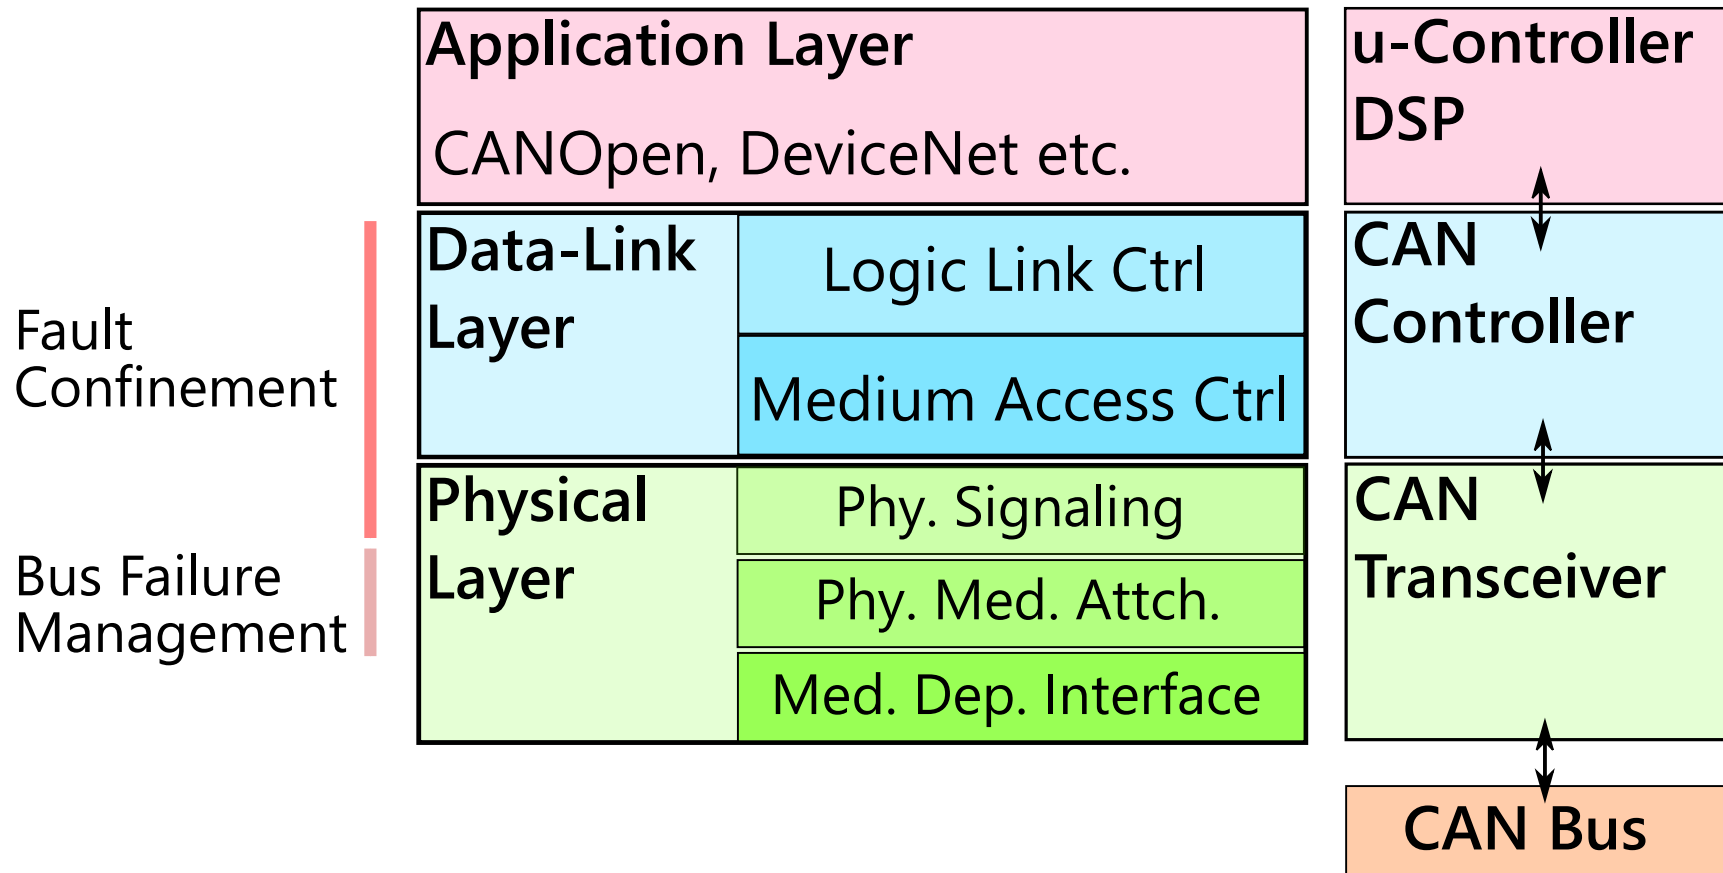 Application Layer
CANOpen, DeviceNet etc.
u-Controller
DSP
Fault
Confinement
Data-Link
Layer
Logic Link Ctrl
Medium Access Ctrl
CAN
Controller
Bus Failure
Management
Physical
Layer
Phy. Signaling
Phy. Med. Attch.
Med. Dep. Interface
CAN
Transceiver
CAN Bus